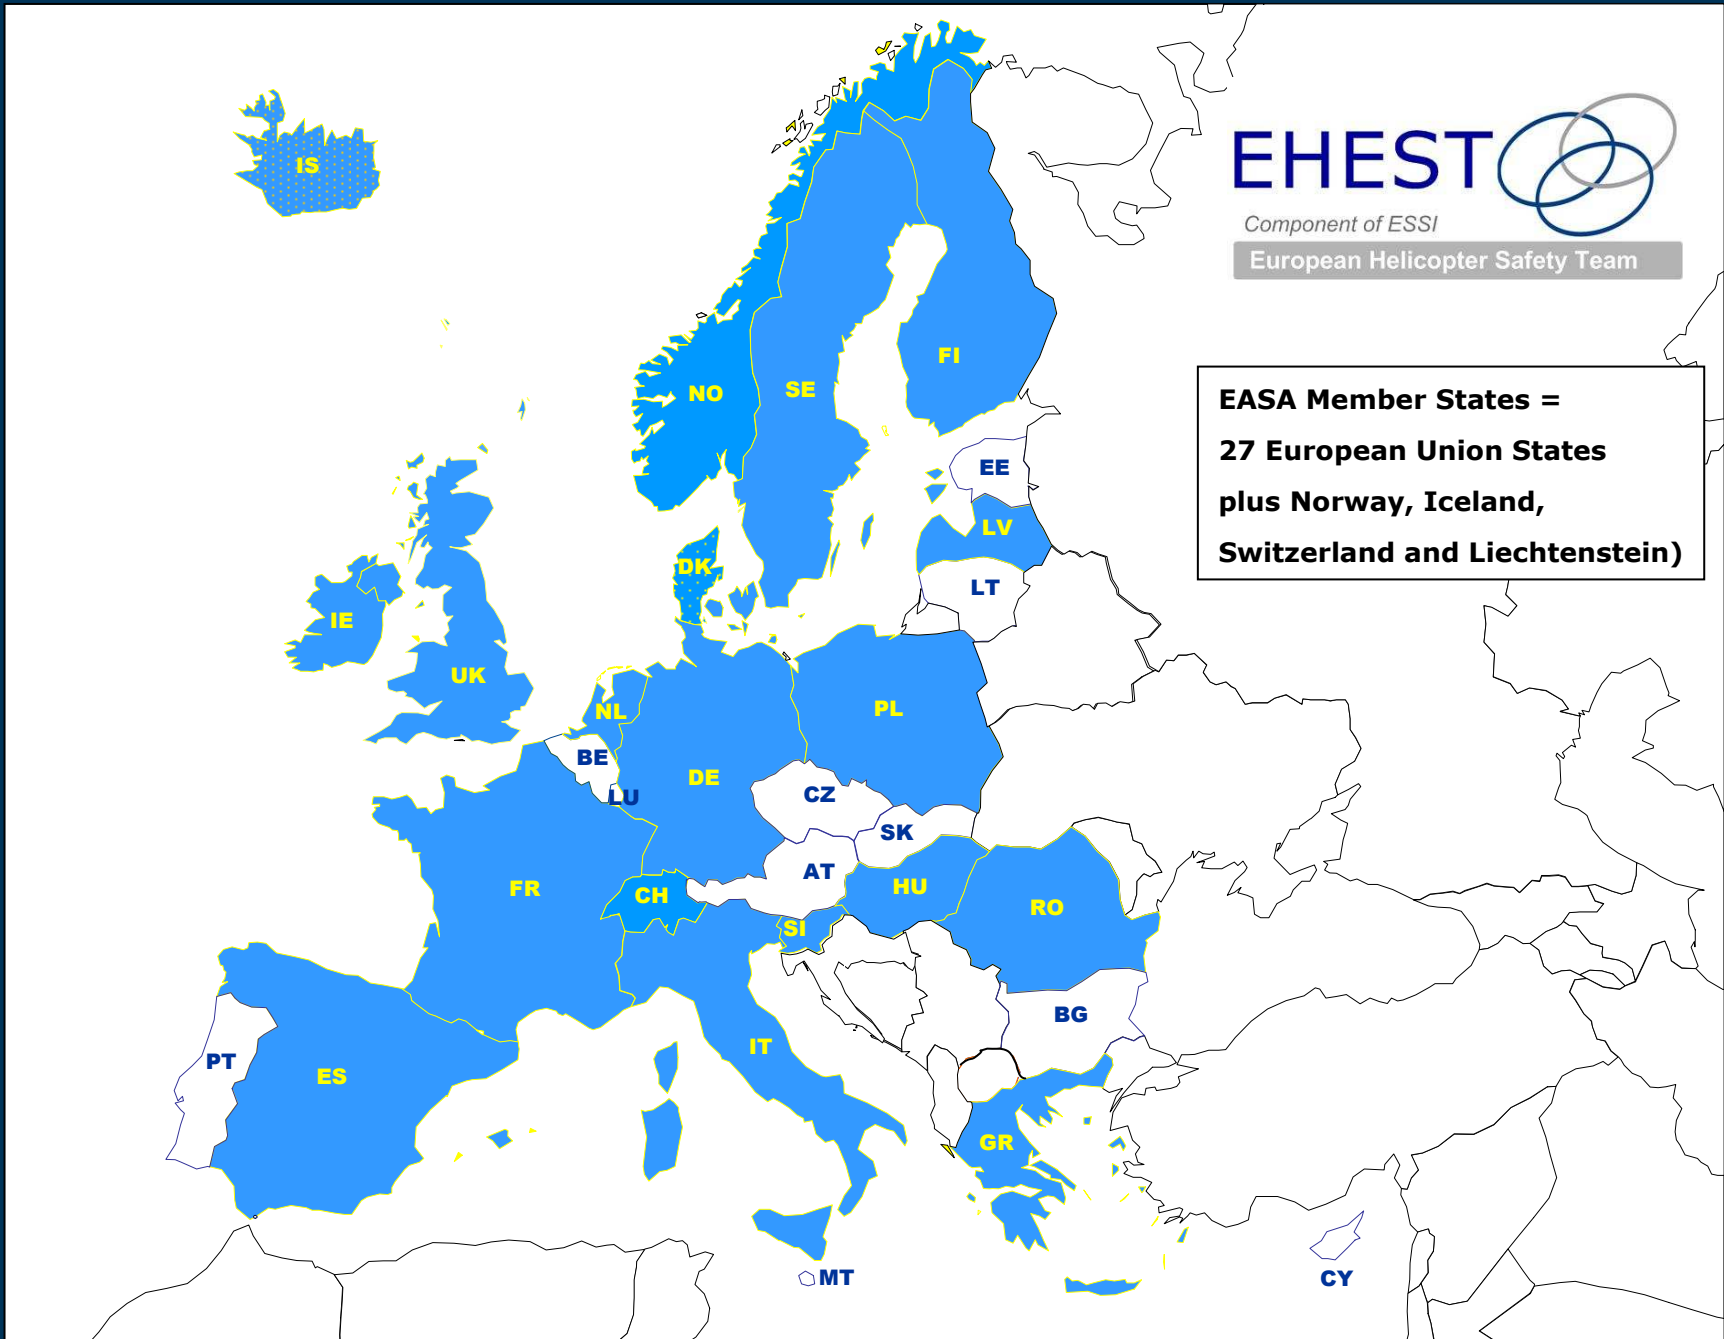 EHEST
Component of ESSI
European Helicopter Safety Team
EASA Member States =
27 European Union States
plus Norway, Iceland,
Switzerland and Liechtenstein)
IS
NO
SE
FI
EE
LV
LT
DK
IE
UK
NL
PL
BE
LU
DE
CZ
SK
AT
HU
FR
CH
SI
RO
BG
PT
ES
IT
GR
MT
CY